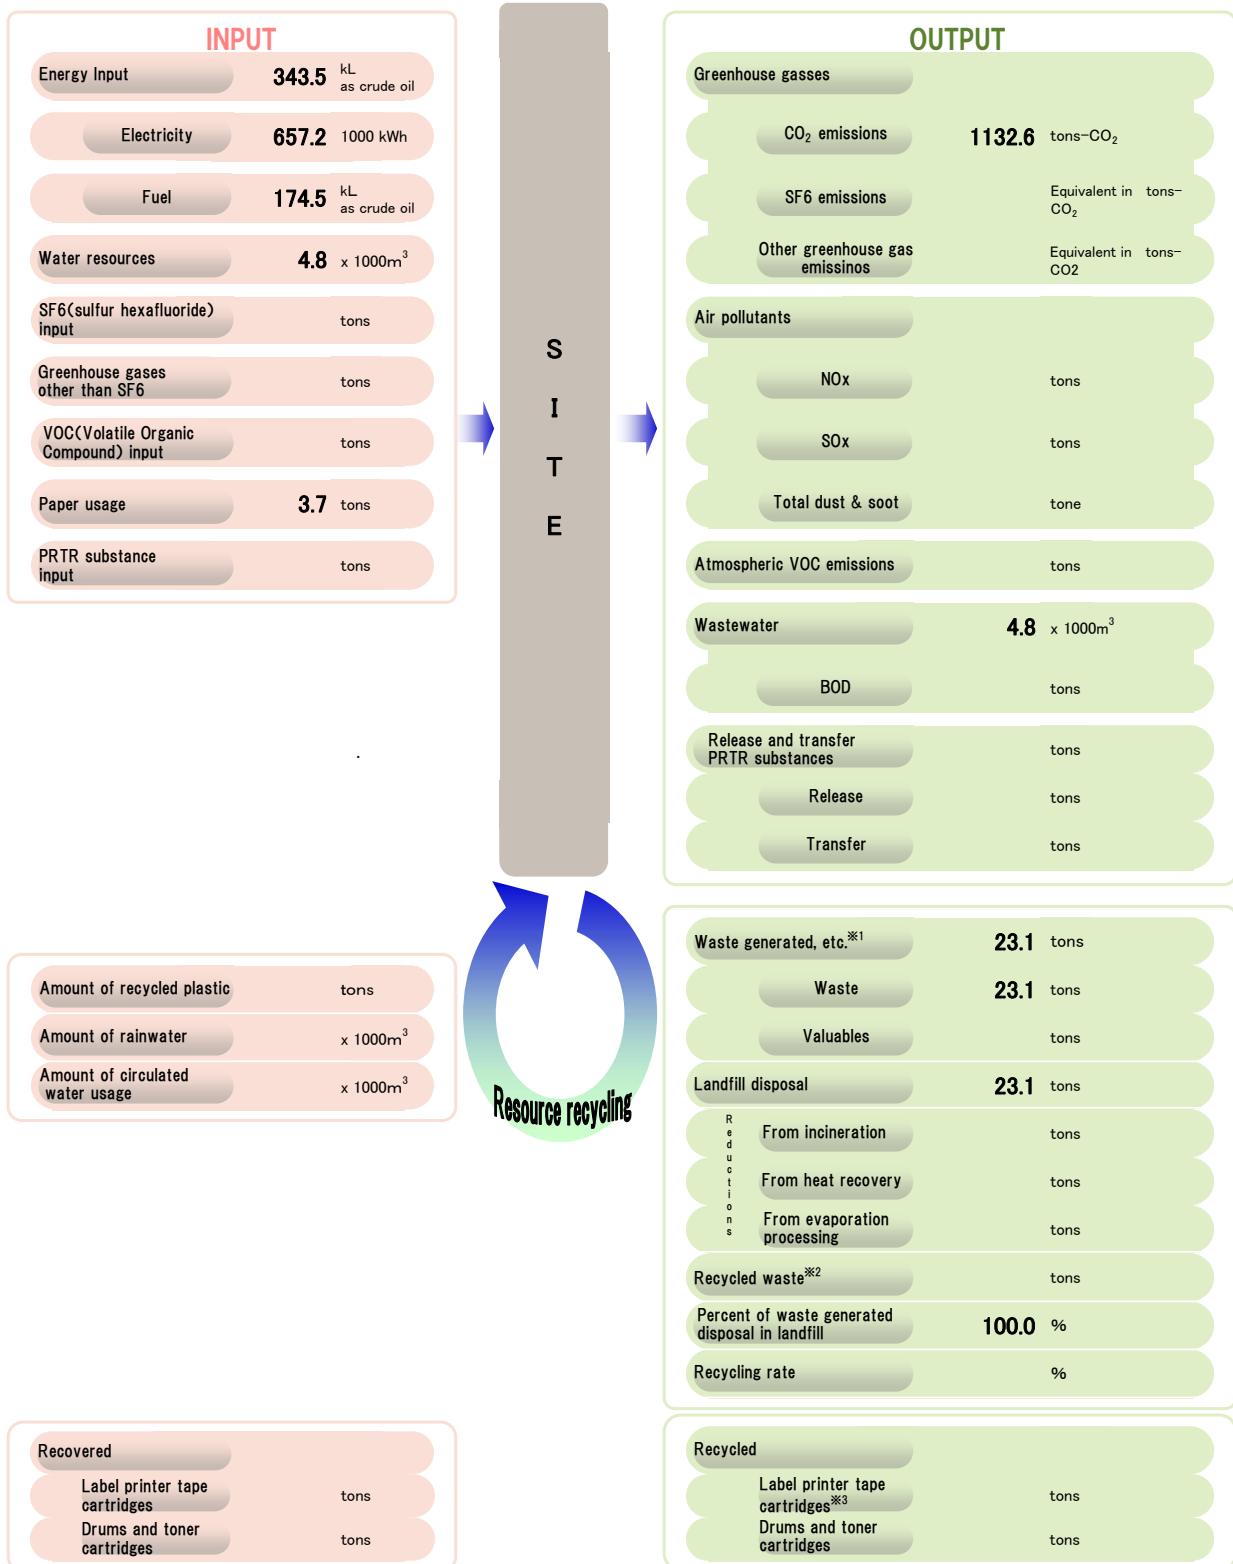 INPUT
Energy Input 343.5 kL
as crude oil
Electricity 657.2 1000 kWh
Fuel 174.5 kL
as crude oil
Water resources 4.8 x 1000m³
SF6(sulfur hexafluoride)
input tons
Greenhouse gases
other than SF6 tons
VOC(Volatile Organic
Compound) input tons
Paper usage 3.7 tons
PRTR substance
input tons
S
I
T
E
OUTPUT
Greenhouse gasses
CO₂ emissions 1132.6 tons-CO₂
SF6 emissions Equivalent in tons-
CO₂
Other greenhouse gas
emissinos Equivalent in tons-
CO2
Air pollutants
NOx tons
SOx tons
Total dust & soot tone
Atmospheric VOC emissions tons
Wastewater 4.8 x 1000m³
BOD tons
Release and transfer
PRTR substances tons
Release tons
Transfer tons
Amount of recycled plastic tons
Amount of rainwater x 1000m³
Amount of circulated
water usage x 1000m³
Resource recycling
Waste generated, etc.※1 23.1 tons
Waste 23.1 tons
Valuables tons
Landfill disposal 23.1 tons
Reductions
From incineration tons
From heat recovery tons
From evaporation
processing tons
Recycled waste※2 tons
Percent of waste generated
disposal in landfill 100.0 %
Recycling rate %
Recovered
Label printer tape
cartridges tons
Drums and toner
cartridges tons
Recycled
Label printer tape
cartridges※3 tons
Drums and toner
cartridges tons